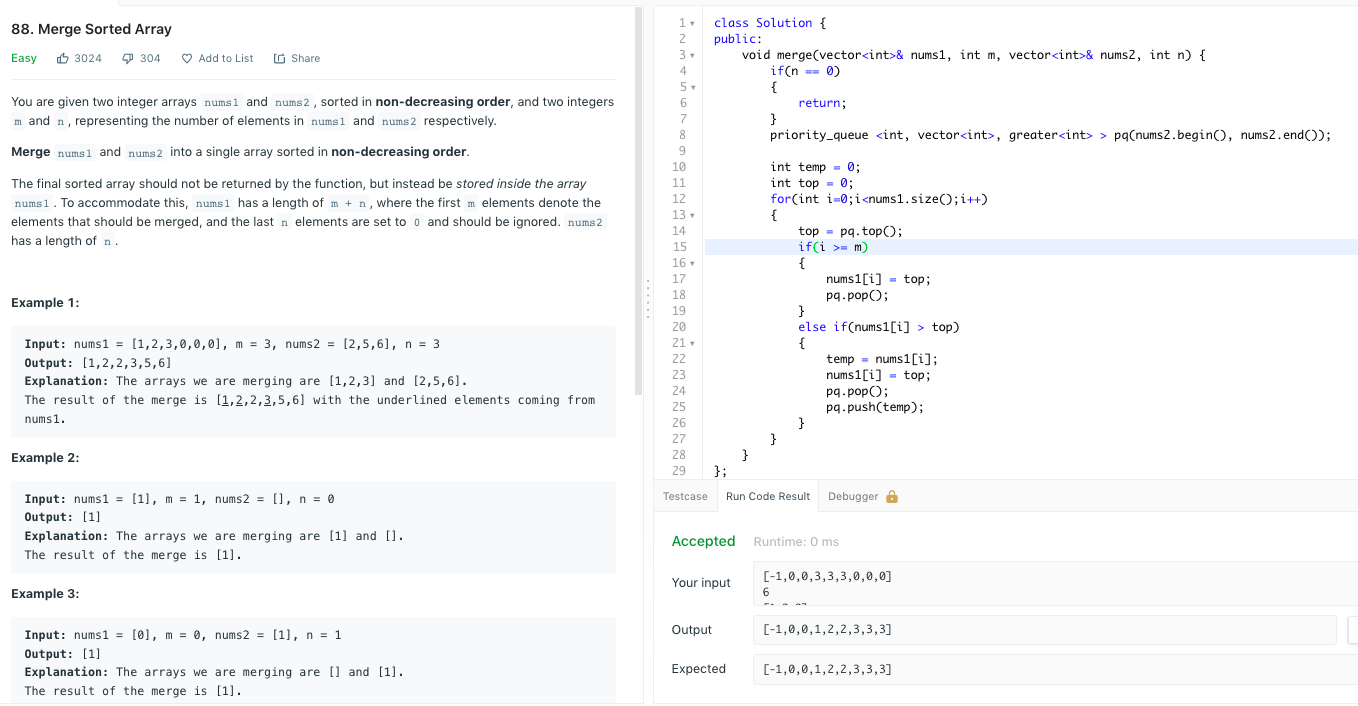 88. Merge Sorted Array
Easy 3024 304 Add to List Share
You are given two integer arrays nums1 and nums2, sorted in non-decreasing order, and two integers
m and n, representing the number of elements in nums1 and nums2 respectively.
Merge nums1 and nums2 into a single array sorted in non-decreasing order.
The final sorted array should not be returned by the function, but instead be stored inside the array
nums1. To accommodate this, nums1 has a length of m + n, where the first m elements denote the
elements that should be merged, and the last n elements are set to 0 and should be ignored. nums2
has a length of n.
Example 1:
Input: nums1 = [1,2,3,0,0,0], m = 3, nums2 = [2,5,6], n = 3
Output: [1,2,2,3,5,6]
Explanation: The arrays we are merging are [1,2,3] and [2,5,6].
The result of the merge is [1,2,2,3,5,6] with the underlined elements coming from
nums1.
Example 2:
Input: nums1 = [1], m = 1, nums2 = [], n = 0
Output: [1]
Explanation: The arrays we are merging are [1] and [].
The result of the merge is [1].
Example 3:
Input: nums1 = [0], m = 0, nums2 = [1], n = 1
Output: [1]
Explanation: The arrays we are merging are [] and [1].
The result of the merge is [1].
1 class Solution {
2 public:
3 void merge(vector<int>& nums1, int m, vector<int>& nums2, int n) {
4 if(n == 0)
5 {
6 return;
7 }
8 priority_queue <int, vector<int>, greater<int> > pq(nums2.begin(), nums2.end());
9
10 int temp = 0;
11 int top = 0;
12 for(int i=0;i<nums1.size();i++)
13 {
14 top = pq.top();
15 if(i >= m)
16 {
17 nums1[i] = top;
18 pq.pop();
19 }
20 else if(nums1[i] > top)
21 {
22 temp = nums1[i];
23 nums1[i] = top;
24 pq.pop();
25 pq.push(temp);
26 }
27 }
28 }
29 };
Testcase Run Code Result Debugger
Accepted Runtime: 0 ms
Your input
[-1,0,0,3,3,3,0,0,0]
6
Output [-1,0,0,1,2,2,3,3,3]
Expected [-1,0,0,1,2,2,3,3,3]